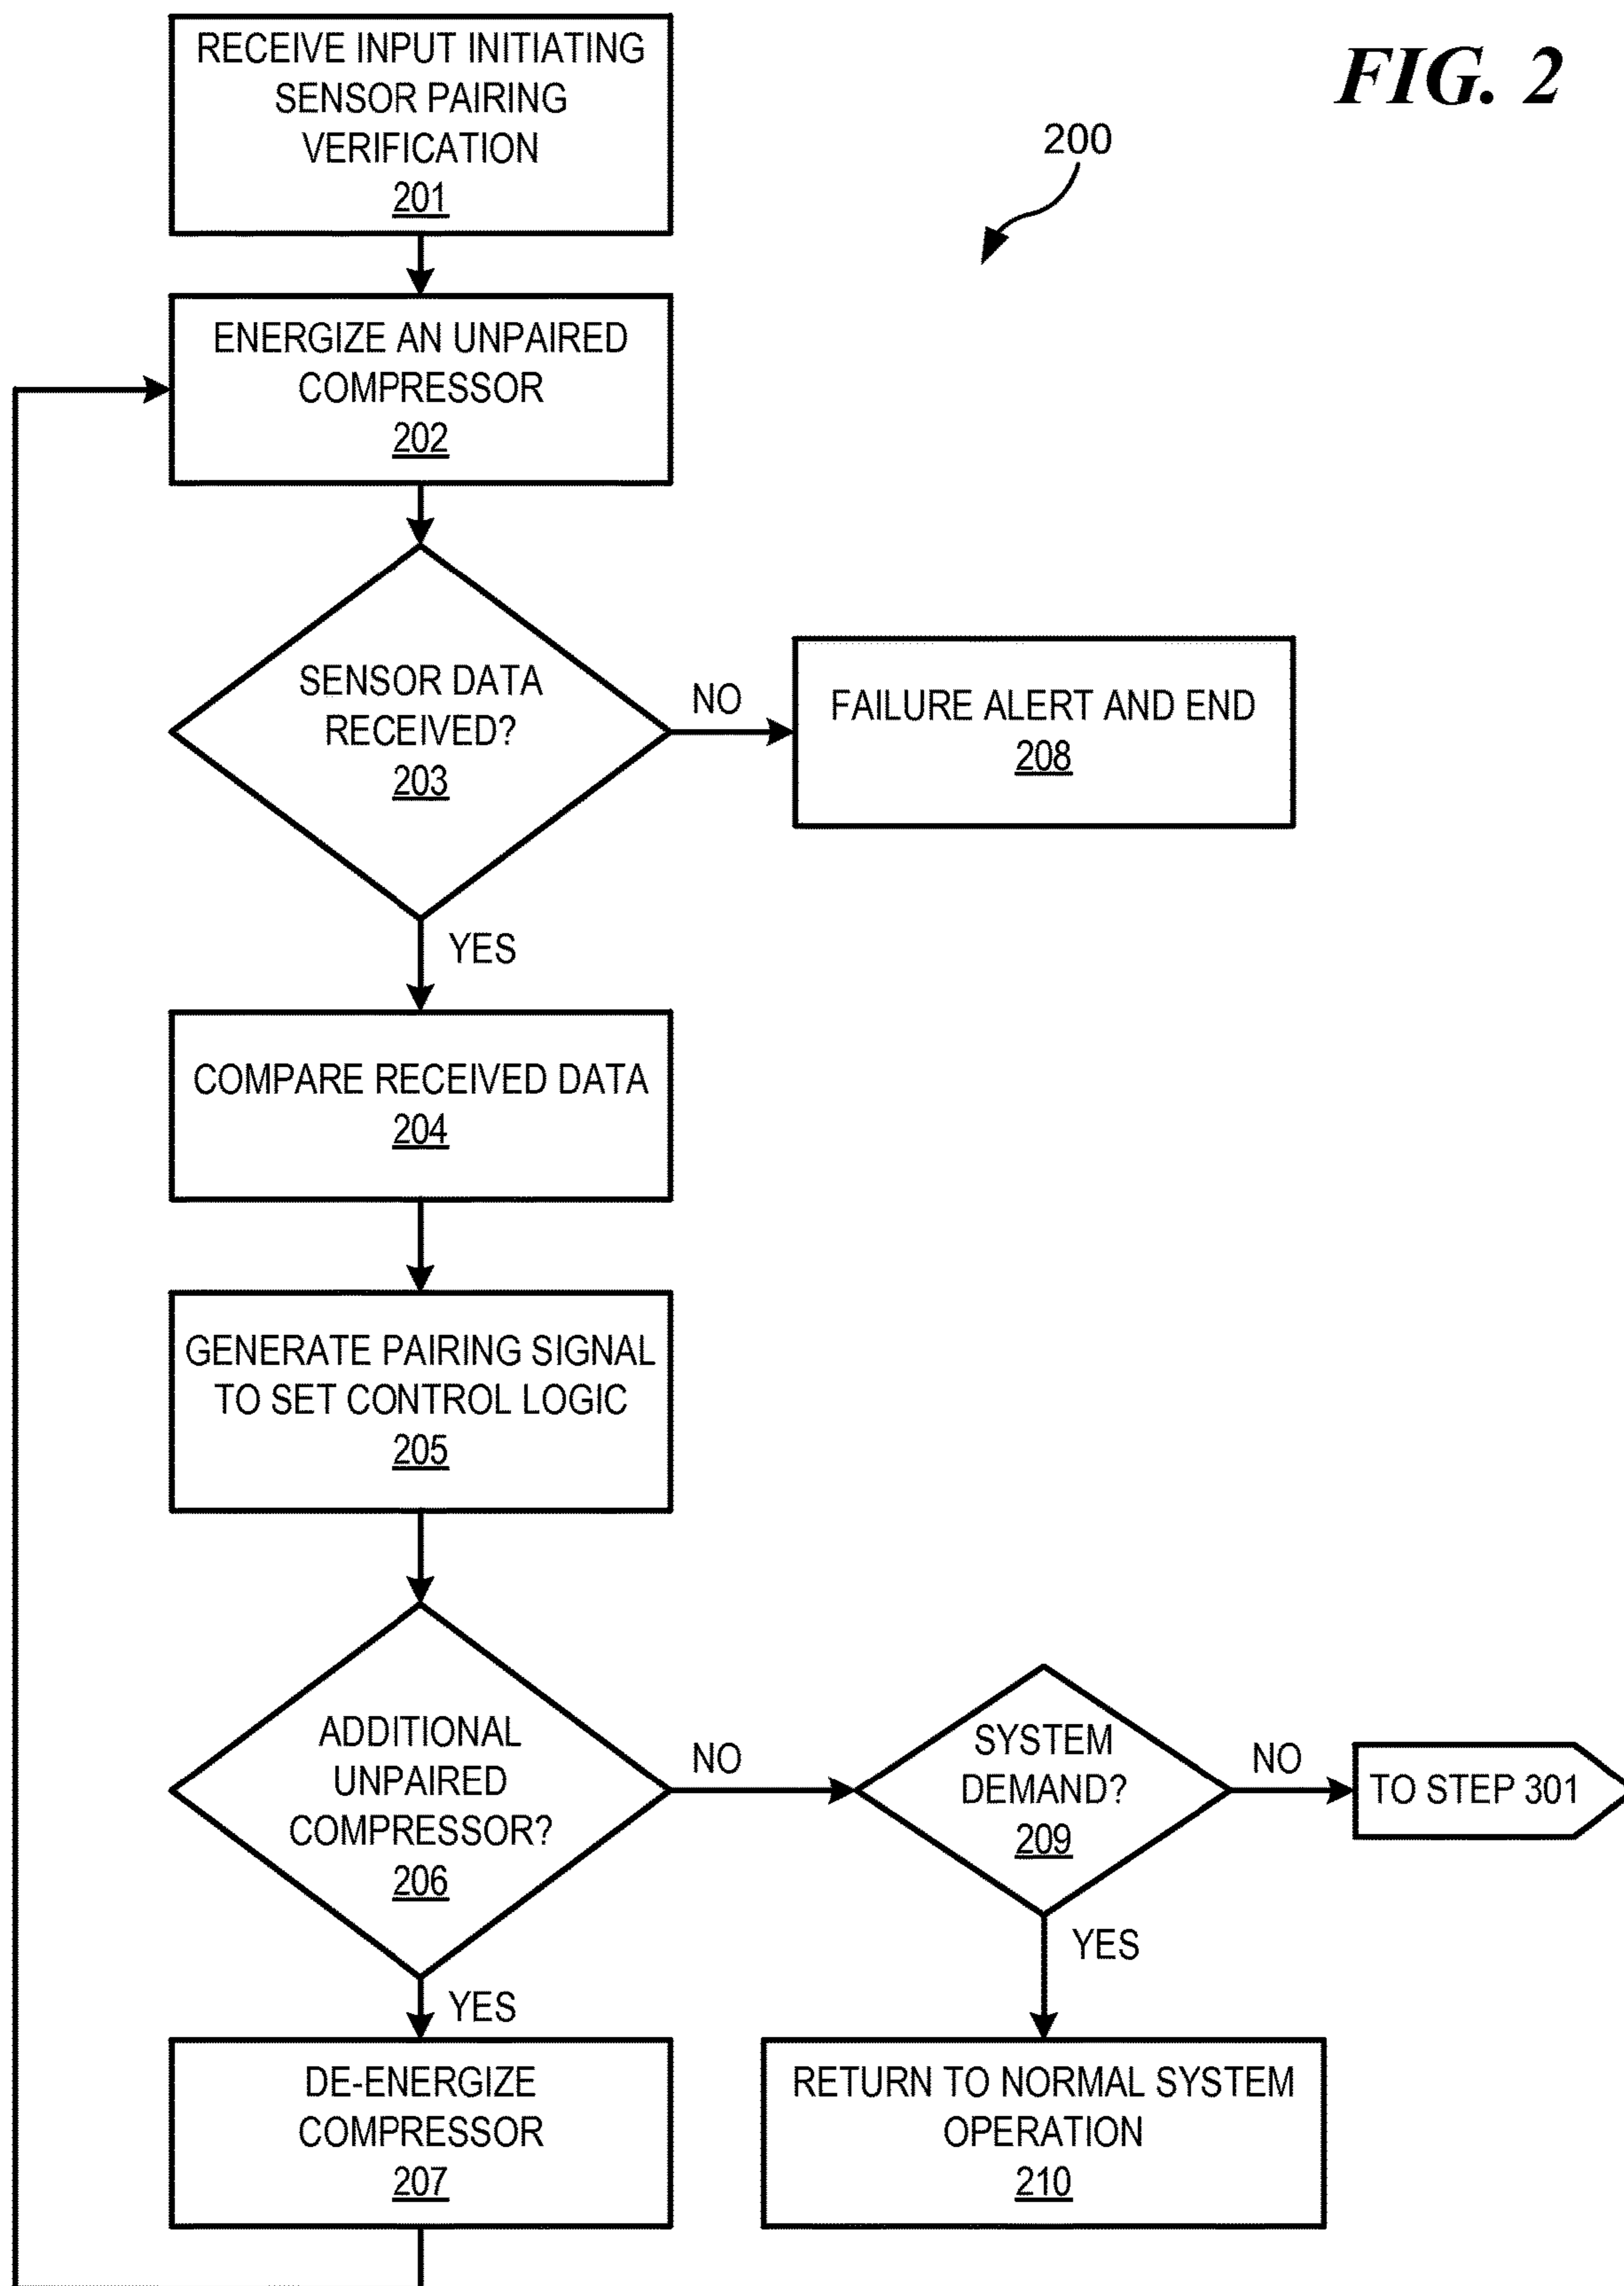 FIG. 2
200
RECEIVE INPUT INITIATING
SENSOR PAIRING
VERIFICATION
201
ENERGIZE AN UNPAIRED
COMPRESSOR
202
SENSOR DATA
RECEIVED?
203
NO
FAILURE ALERT AND END
208
YES
COMPARE RECEIVED DATA
204
GENERATE PAIRING SIGNAL
TO SET CONTROL LOGIC
205
ADDITIONAL
UNPAIRED
COMPRESSOR?
206
NO
SYSTEM
DEMAND?
209
NO
TO STEP 301
YES
DE-ENERGIZE
COMPRESSOR
207
YES
RETURN TO NORMAL SYSTEM
OPERATION
210